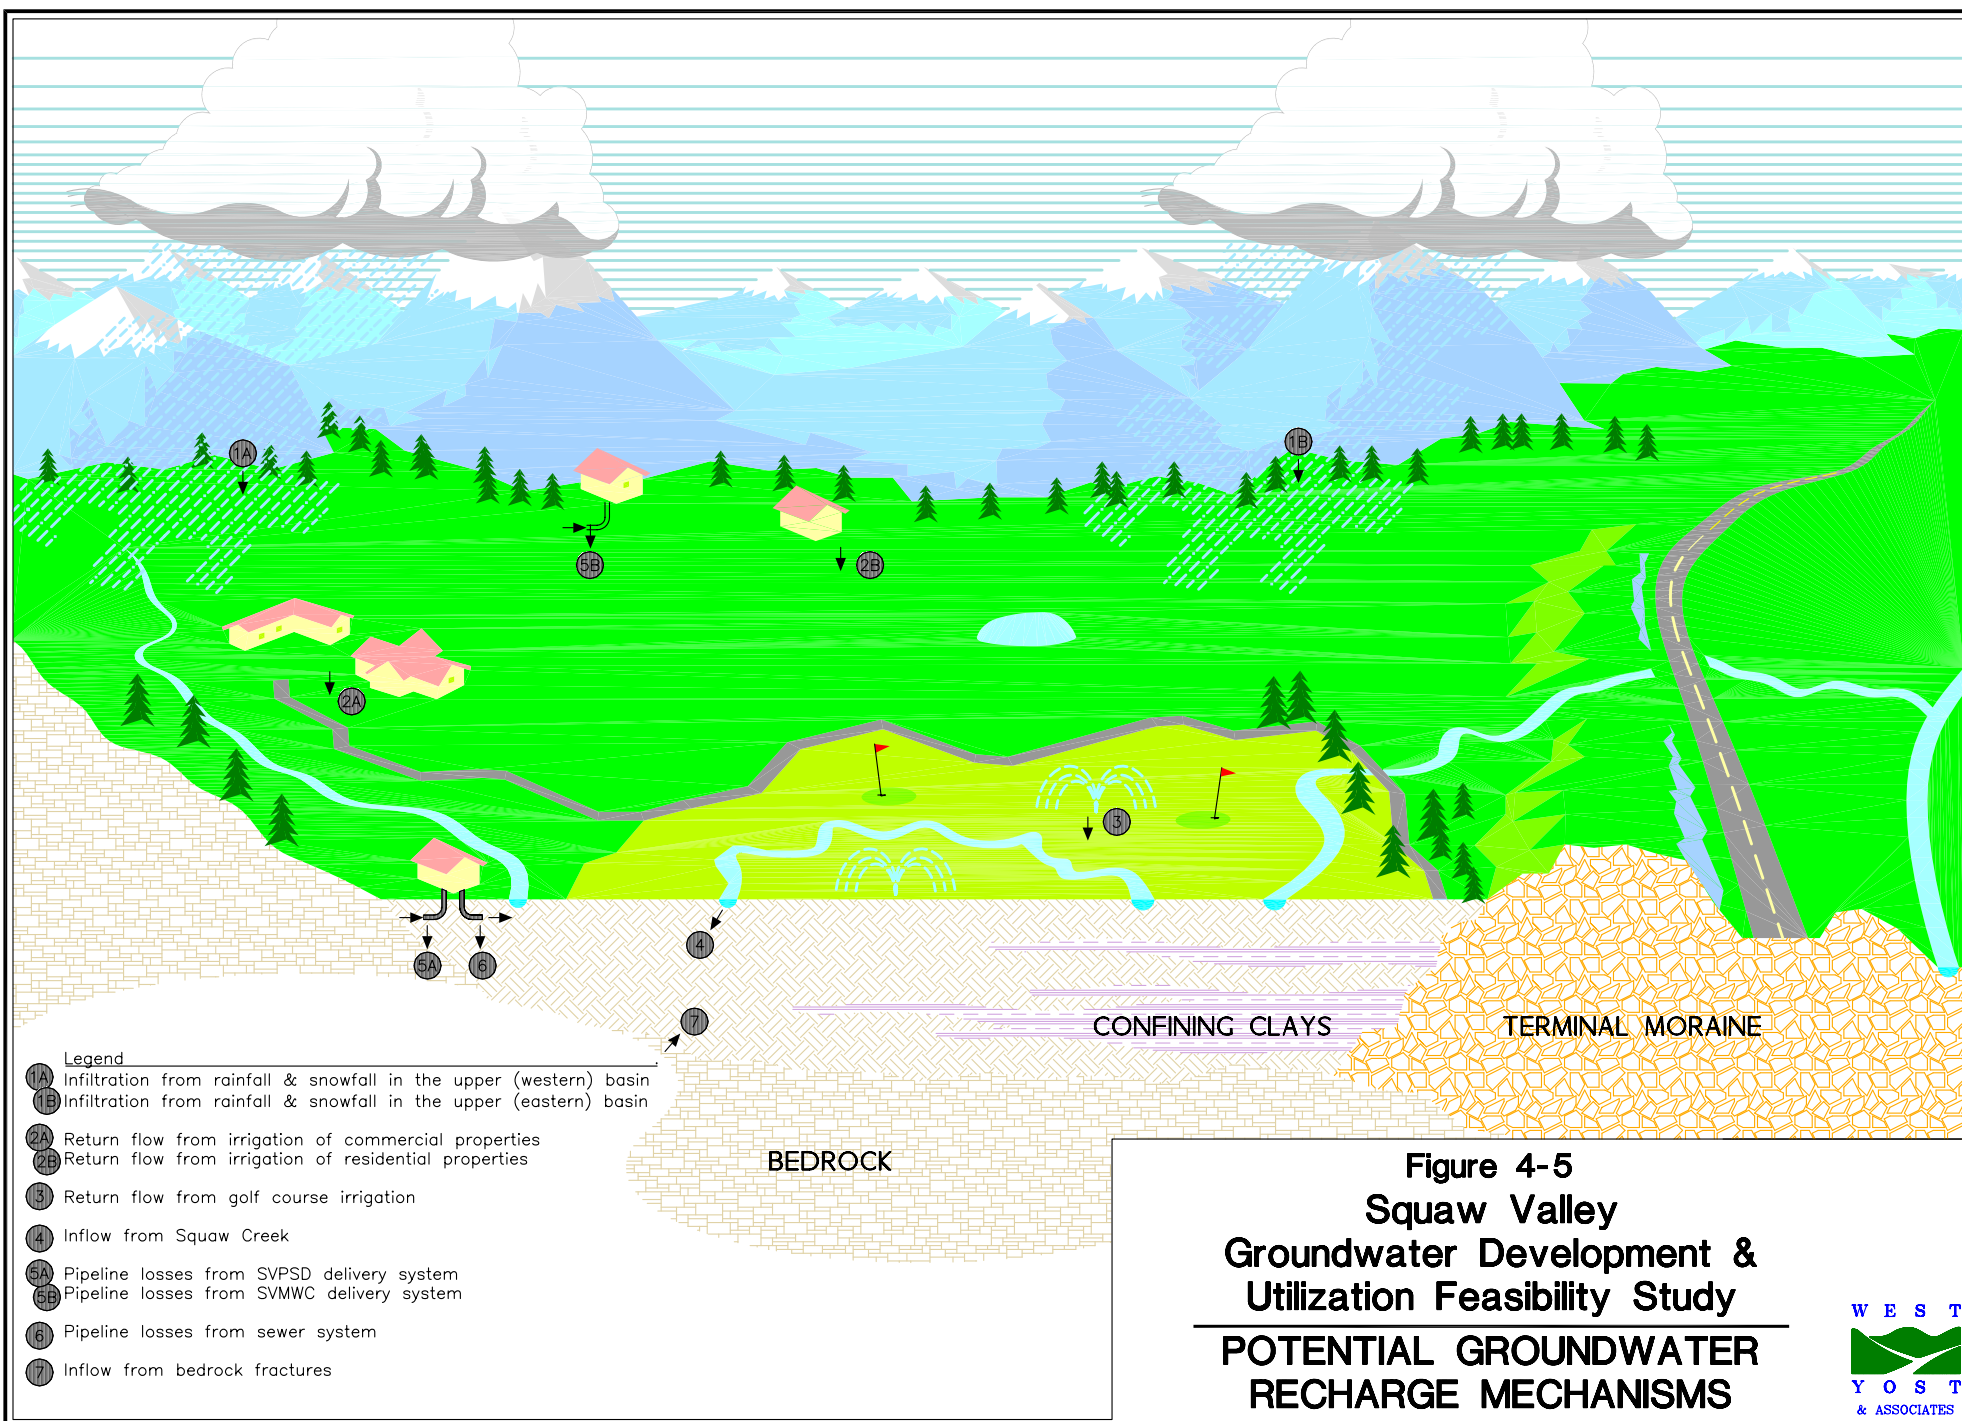 1A
1B
5B
2B
2A
3
4
5A
6
7
CONFINING CLAYS
TERMINAL MORAINE
BEDROCK
Legend
1A Infiltration from rainfall & snowfall in the upper (western) basin
1B Infiltration from rainfall & snowfall in the upper (eastern) basin
2A Return flow from irrigation of commercial properties
2B Return flow from irrigation of residential properties
3 Return flow from golf course irrigation
4 Inflow from Squaw Creek
5A Pipeline losses from SVPSD delivery system
5B Pipeline losses from SVMWC delivery system
6 Pipeline losses from sewer system
7 Inflow from bedrock fractures
Figure 4-5
Squaw Valley
Groundwater Development &
Utilization Feasibility Study
POTENTIAL GROUNDWATER
RECHARGE MECHANISMS
WEST
YOST
& ASSOCIATES